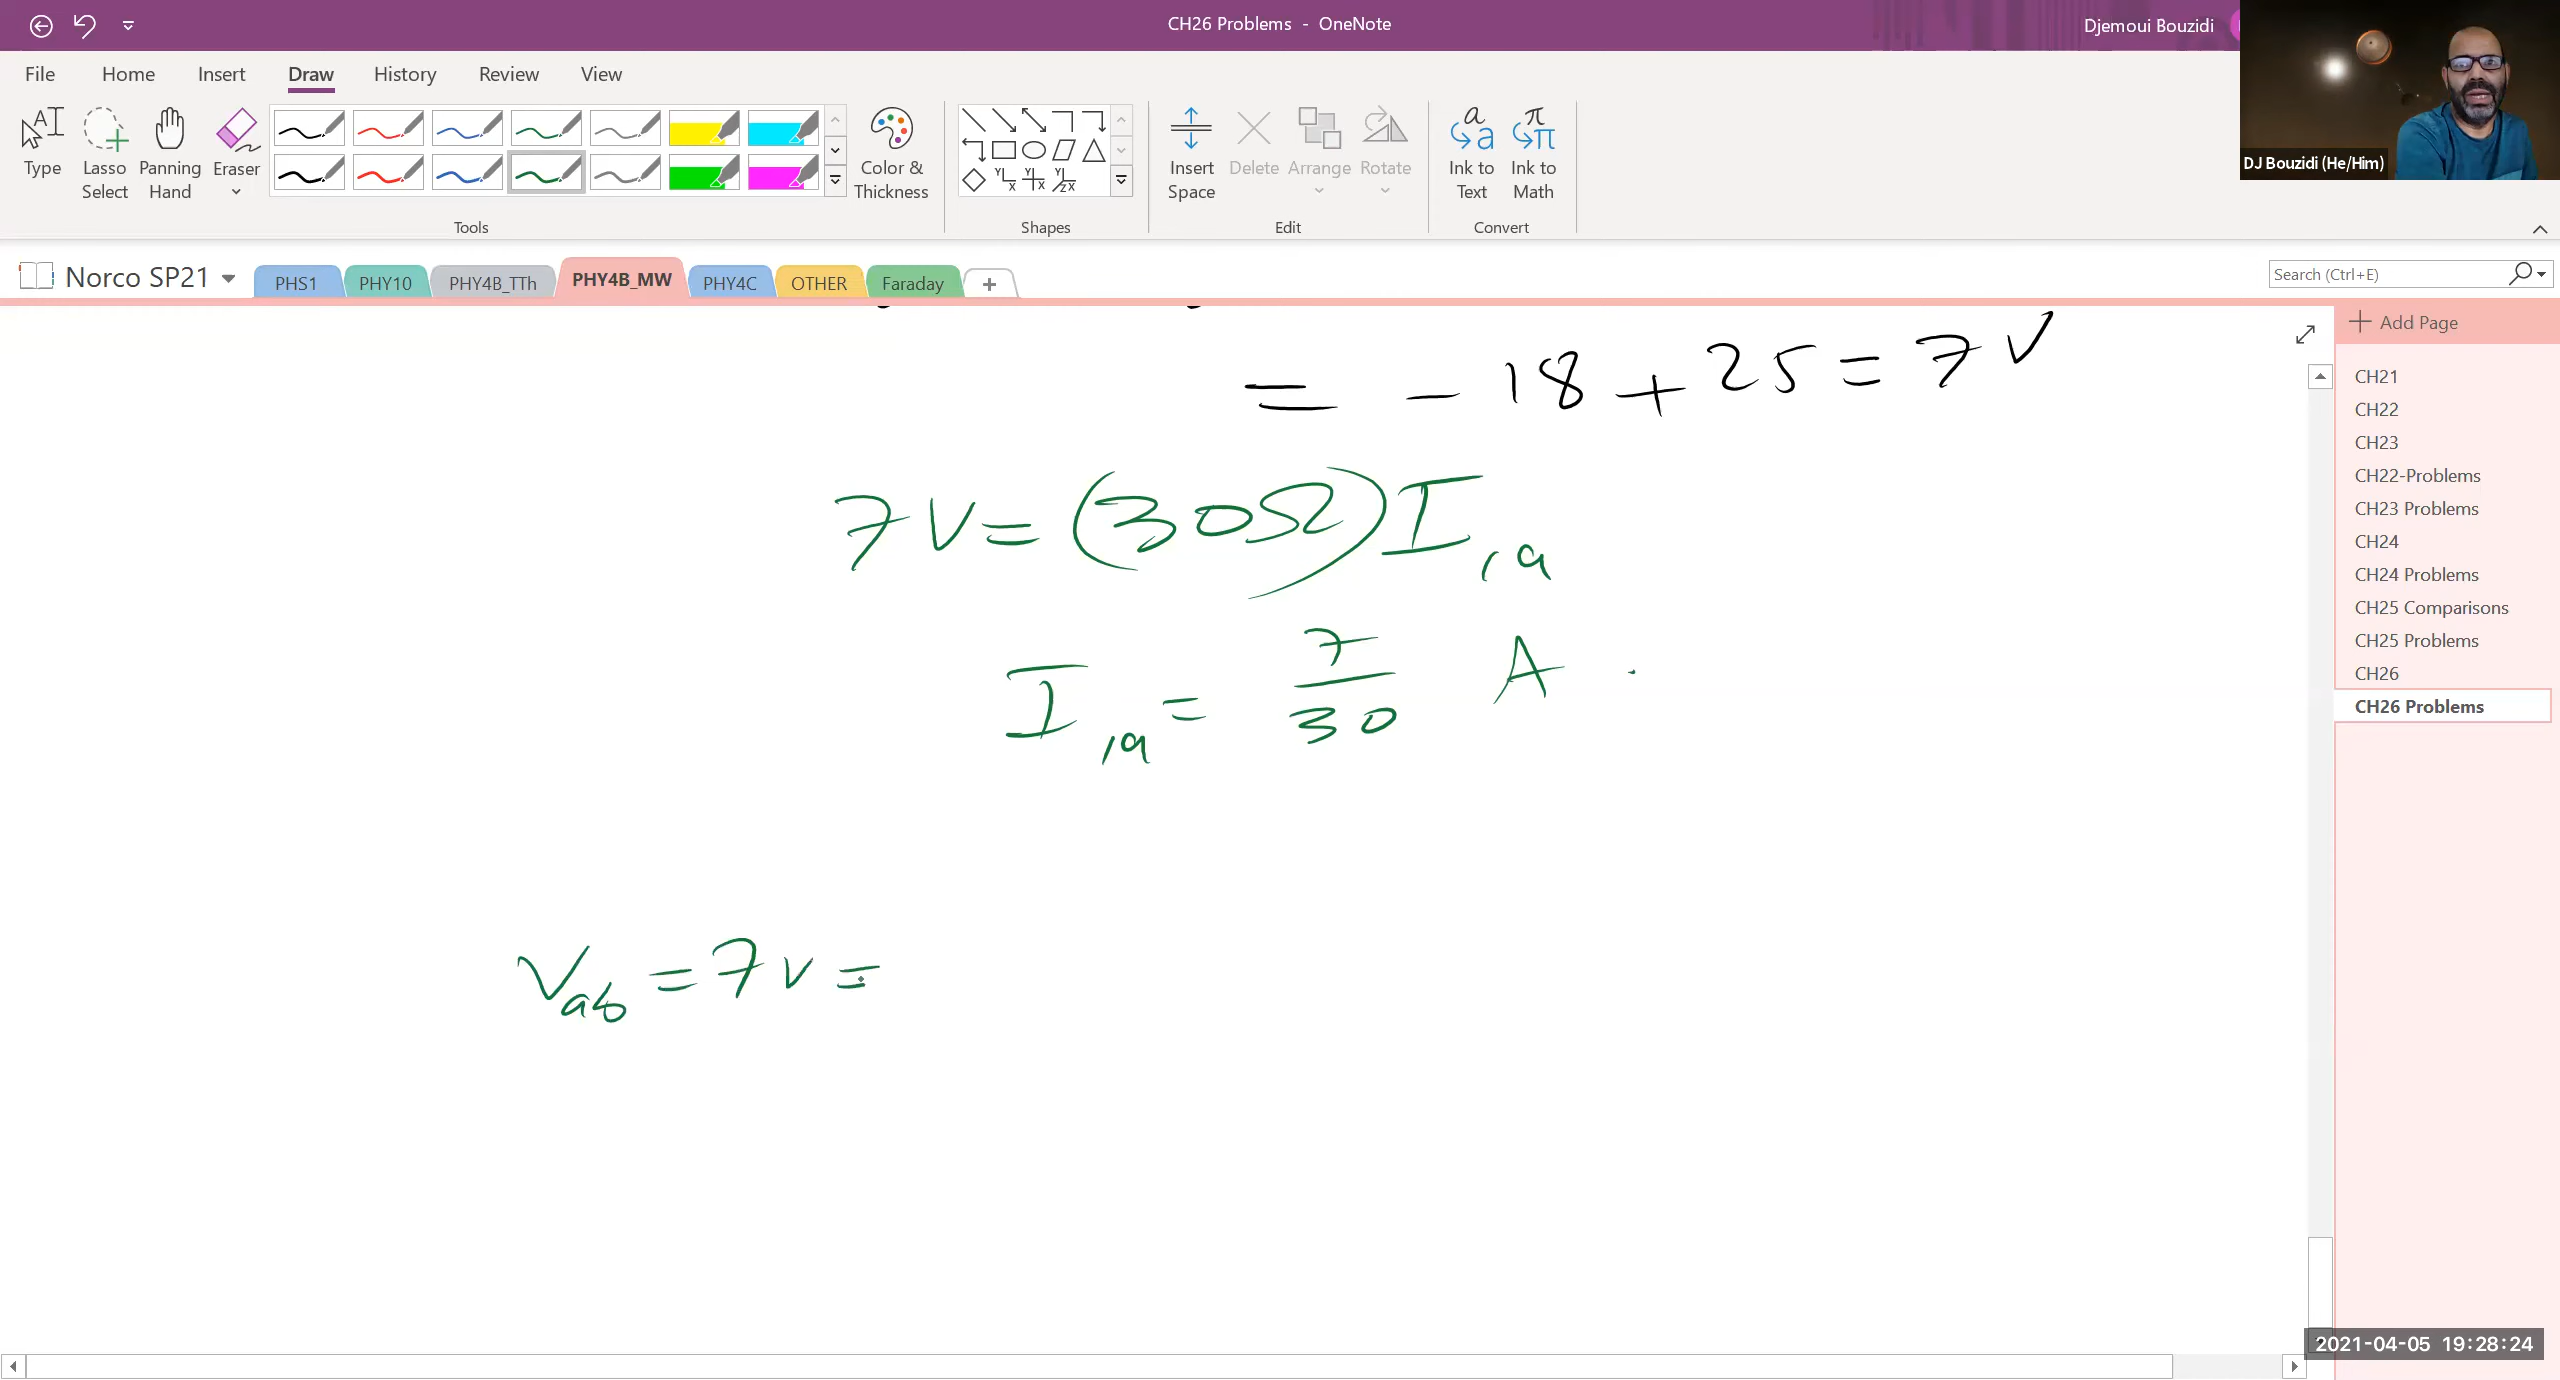 CH26 Problems - OneNote
Djemoui Bouzidi
File Home Insert Draw History Review View
Type
Lasso Select
Panning Hand
Eraser
Color & Thickness
Insert Space
Delete
Arrange
Rotate
a
a
Ink to Text
π
π
Ink to Math
Tools
Shapes
Edit
Convert
DJ Bouzidi (He/Him)
Norco SP21
PHS1 PHY10 PHY4B_TTh PHY4B_MW PHY4C OTHER Faraday +
Search (Ctrl+E)
Add Page
CH21
CH22
CH23
CH22-Problems
CH23 Problems
CH24
CH24 Problems
CH25 Comparisons
CH25 Problems
CH26
CH26 Problems
= - 18 + 25 = 7 V
7 V = (30Ω) I₁a
I₁a = 7/30 A
Vab = 7 V =
2021-04-05 19:28:24